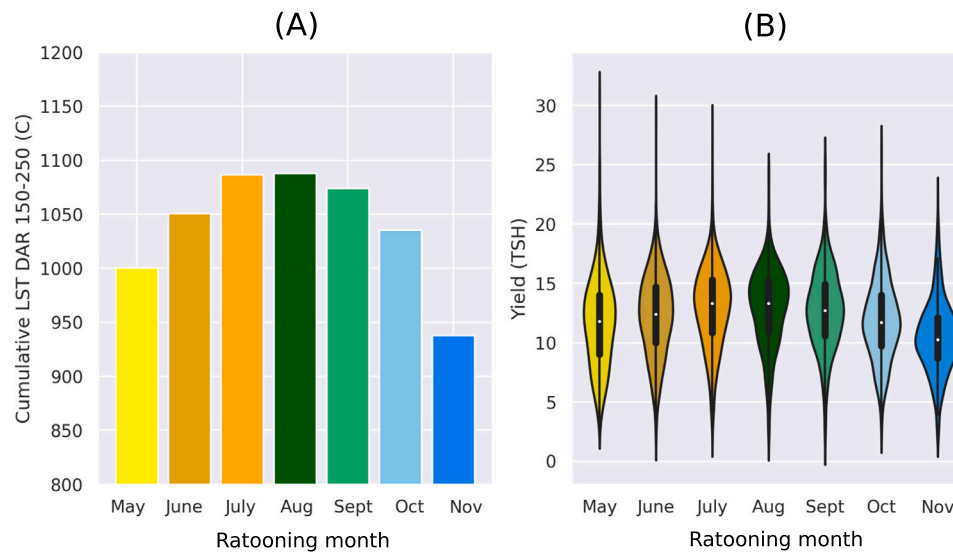 (A)
1200
1150
1100
1050
1000
950
900
850
800
Cumulative LST DAR 150-250 (C)
May June July Aug Sept Oct Nov
Ratooning month
(B)
30
25
20
15
10
5
0
Yield (TSH)
May June July Aug Sept Oct Nov
Ratooning month